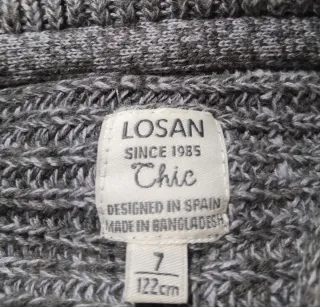 LOSAN
SINCE 1985
Chic
DESIGNED IN SPAIN
MADE IN BANGLADESH
7
122cm